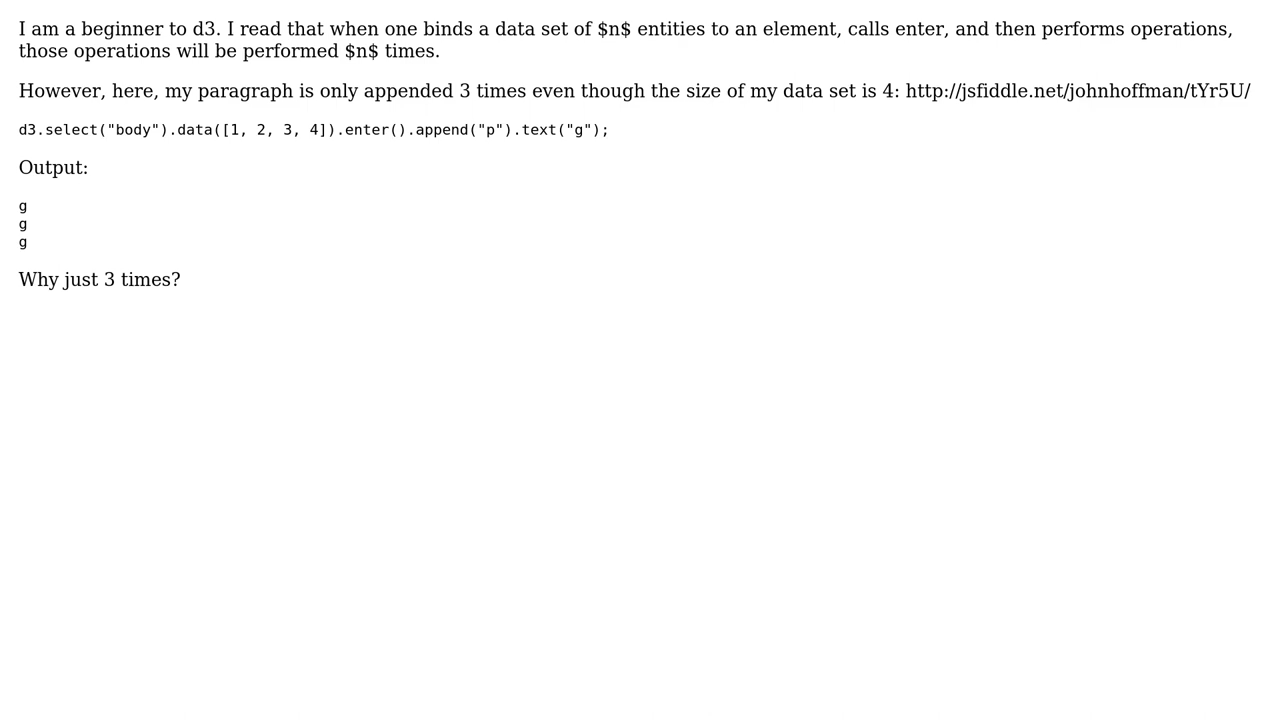 I am a beginner to d3. I read that when one binds a data set of $n$ entities to an element, calls enter, and then performs operations,
those operations will be performed $n$ times.
However, here, my paragraph is only appended 3 times even though the size of my data set is 4: http://jsfiddle.net/johnhoffman/tYr5U/
d3.select("body").data([1, 2, 3, 4]).enter().append("p").text("g");
Output:
g
g
g
Why just 3 times?